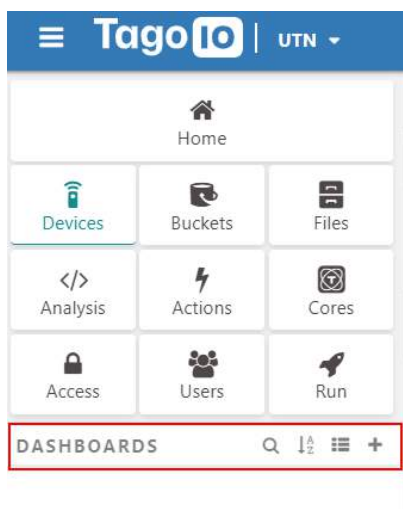 TagoIO | UTN
Home
Devices Buckets Files
</> Analysis Actions Cores
Access Users Run
DASHBOARDS